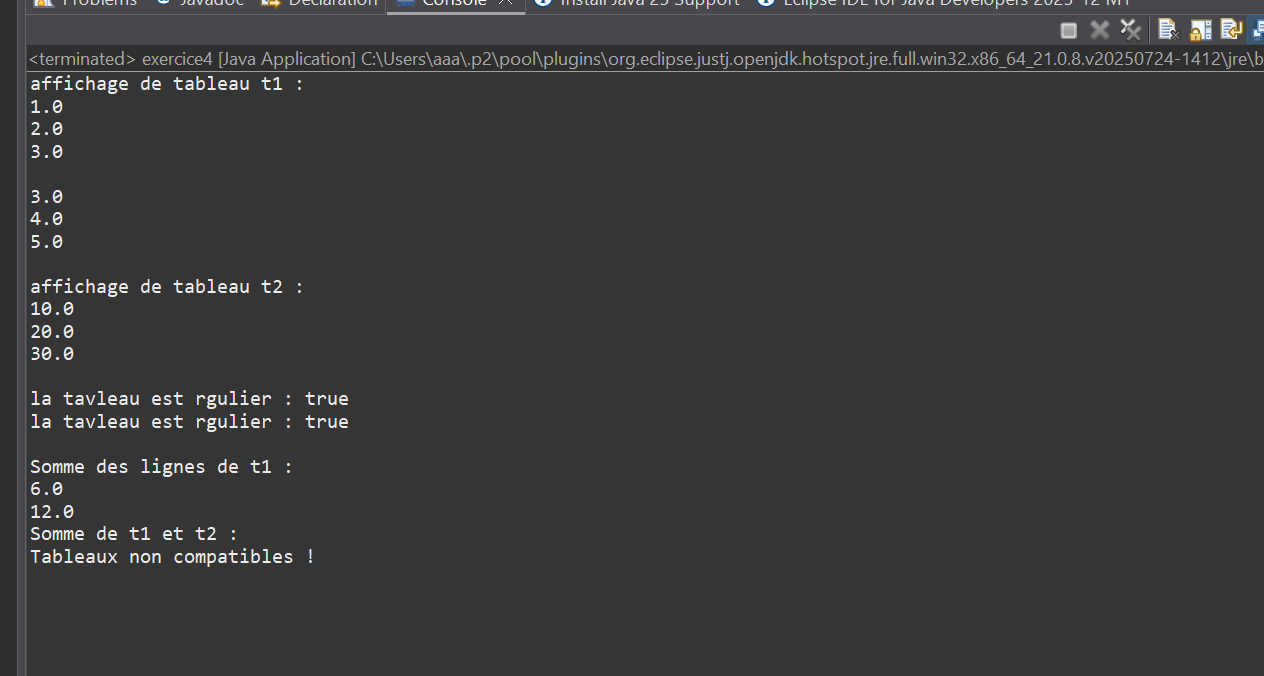 Problems Javadoc Declaration Console Install Java 25 Support Eclipse IDE for Java Developers 2025-12 M1
<terminated> exercice4 [Java Application] C:\Users\aaa\.p2\pool\plugins\org.eclipse.justj.openjdk.hotspot.jre.full.win32.x86_64_21.0.8.v20250724-1412\jre\b
affichage de tableau t1 :
1.0
2.0
3.0
3.0
4.0
5.0
affichage de tableau t2 :
10.0
20.0
30.0
la tavleau est rgulier : true
la tavleau est rgulier : true
Somme des lignes de t1 :
6.0
12.0
Somme de t1 et t2 :
Tableaux non compatibles !